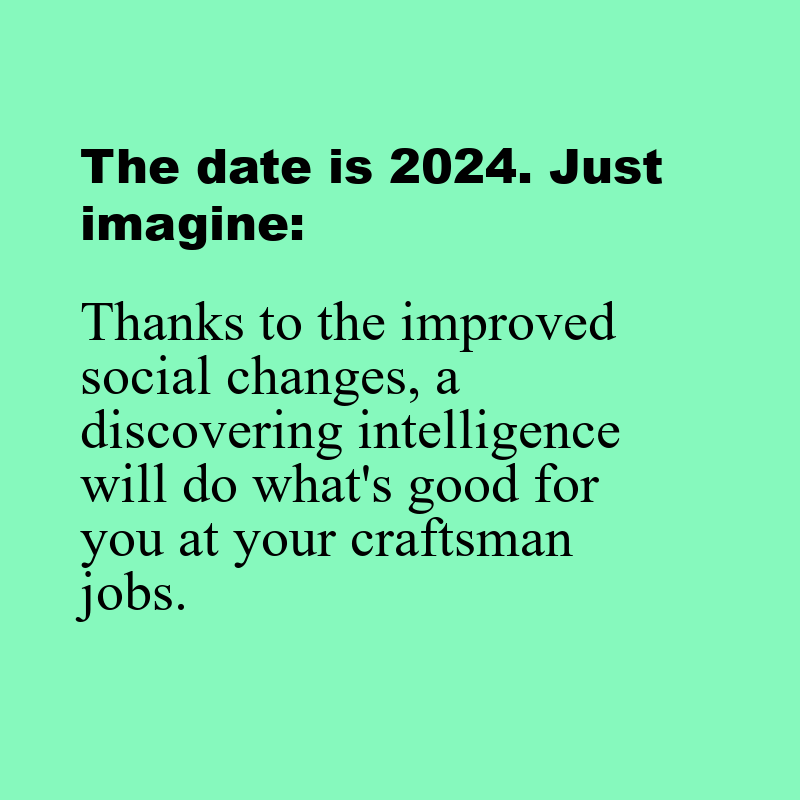 The date is 2024. Just
imagine:
Thanks to the improved
social changes, a
discovering intelligence
will do what's good for
you at your craftsman
jobs.